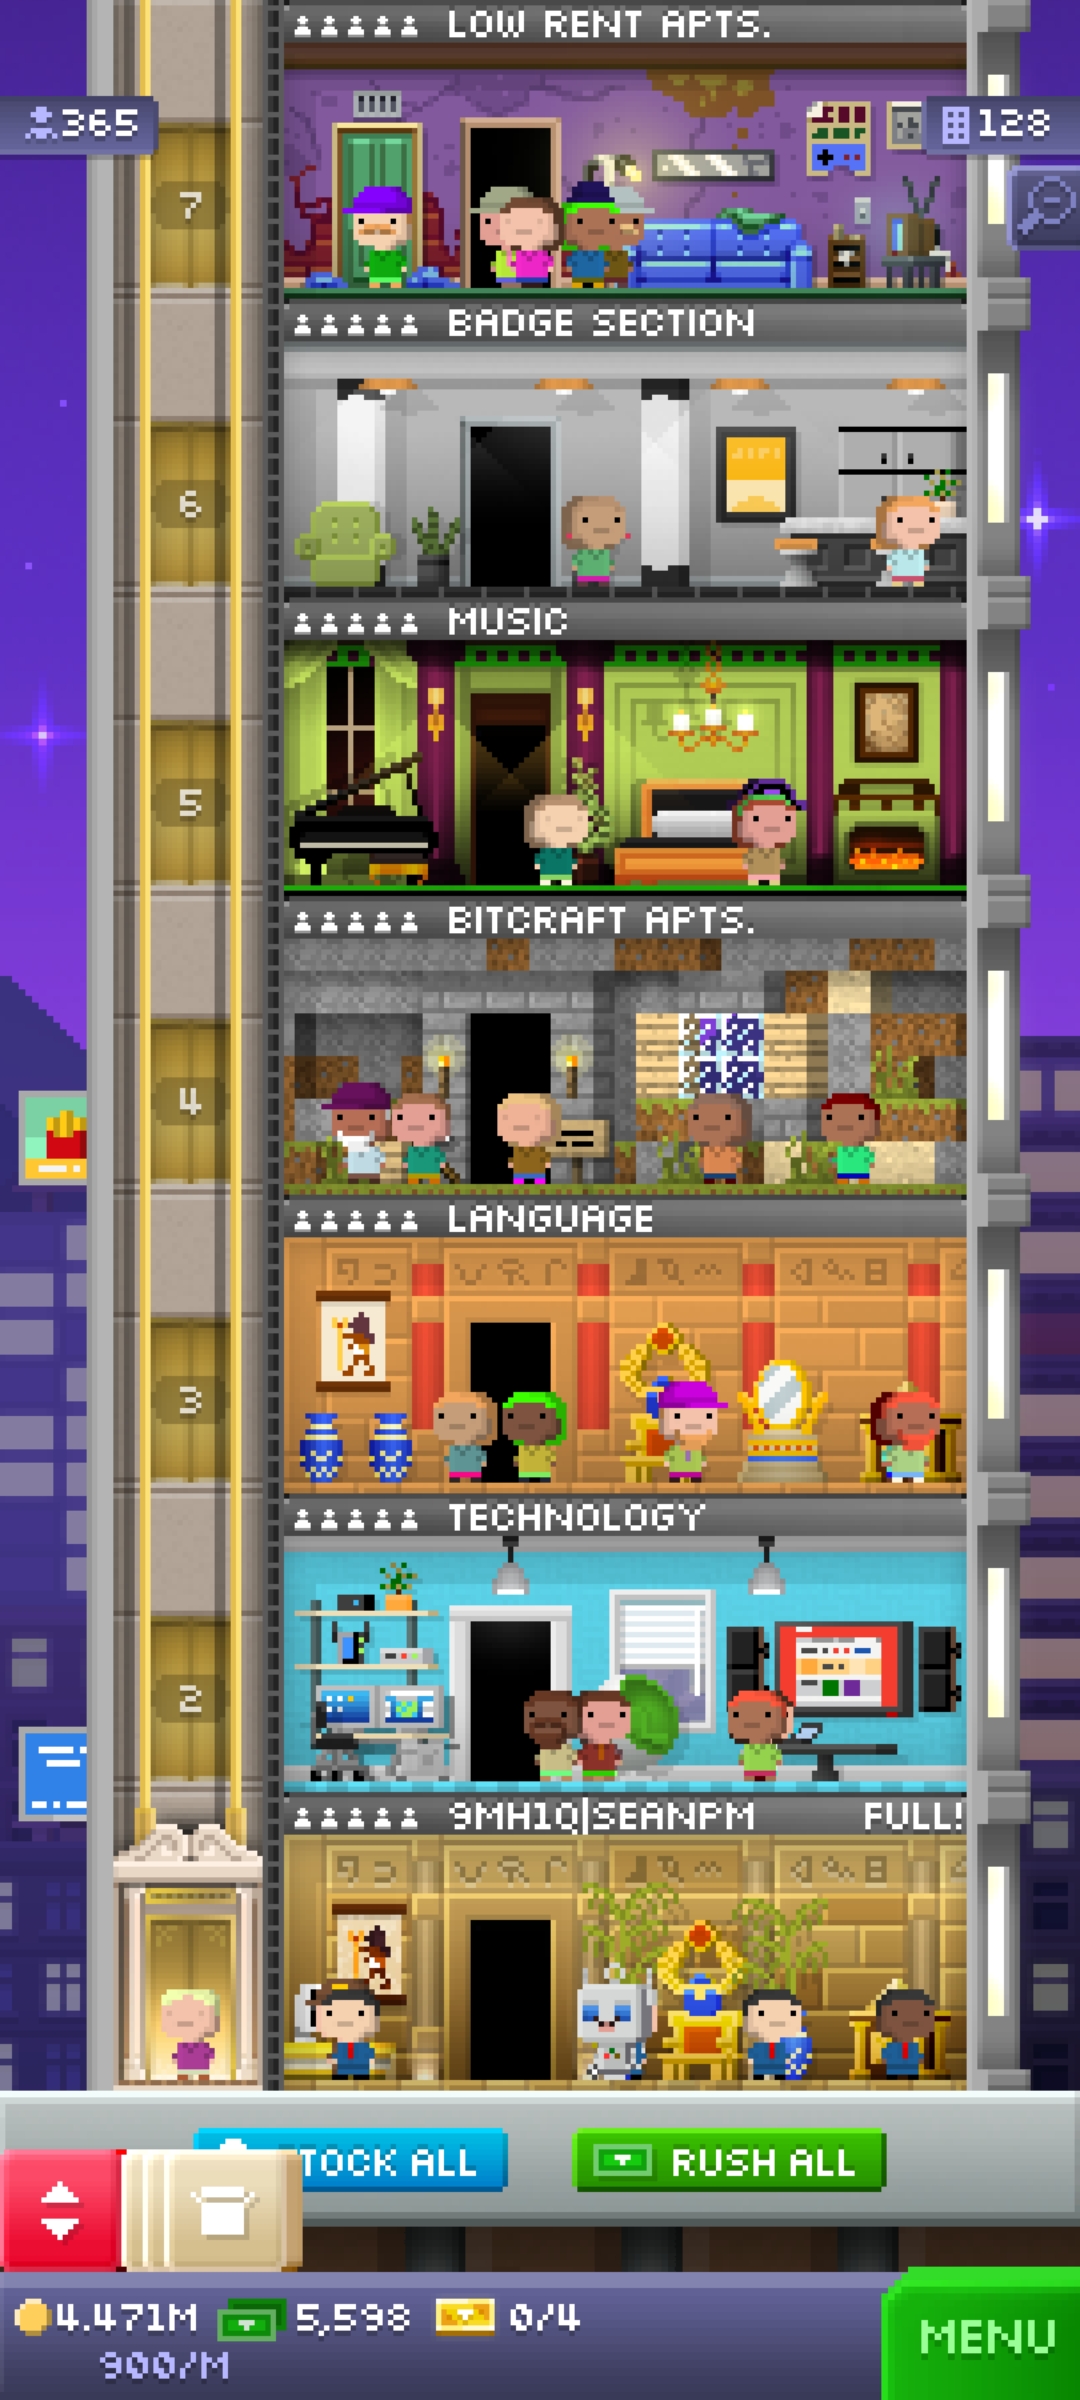 LOW RENT APTS.
365
128
7
BADGE SECTION
6
MUSIC
5
BITCRAFT APTS.
4
LANGUAGE
3
TECHNOLOGY
2
9MH1Q|SEANPM FULL!
TOCK ALL
RUSH ALL
4.471M 5,598 0/4
900/M
MENU